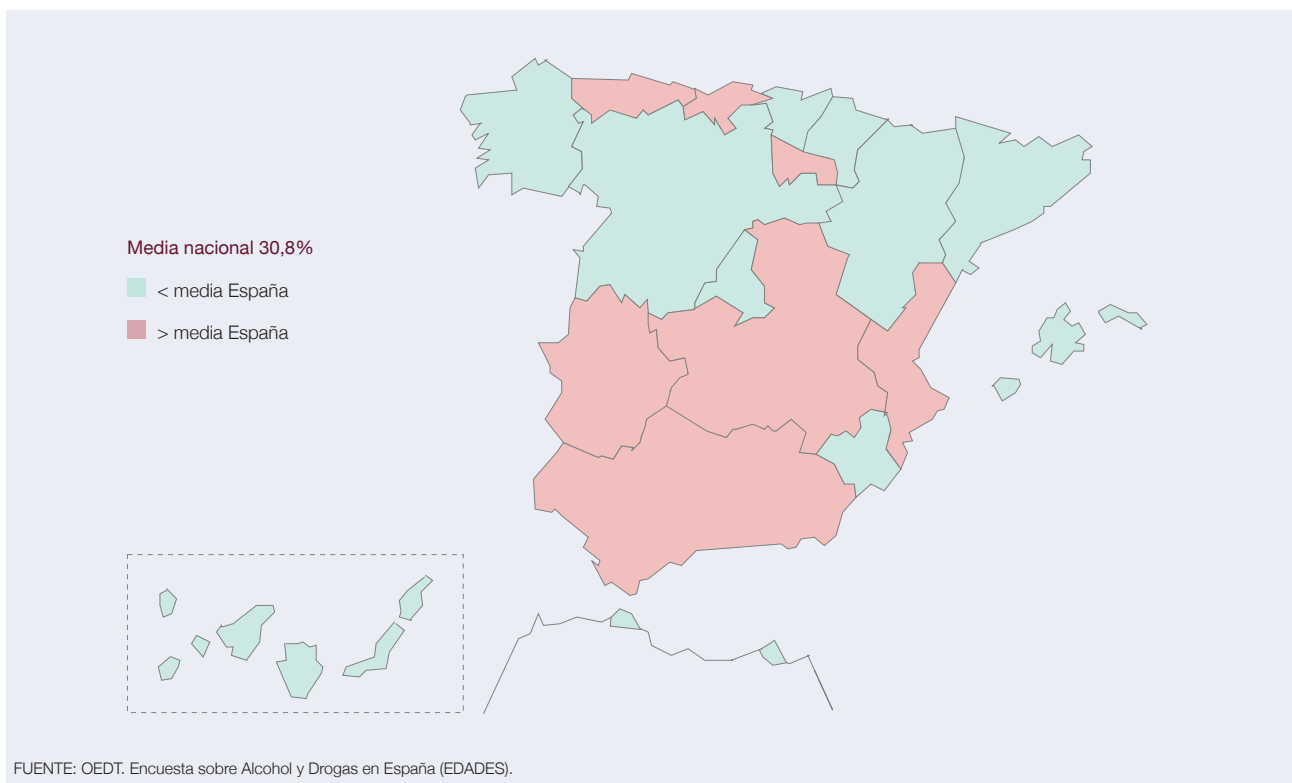 Media nacional 30,8%
< media España
> media España
FUENTE: OEDT. Encuesta sobre Alcohol y Drogas en España (EDADES).